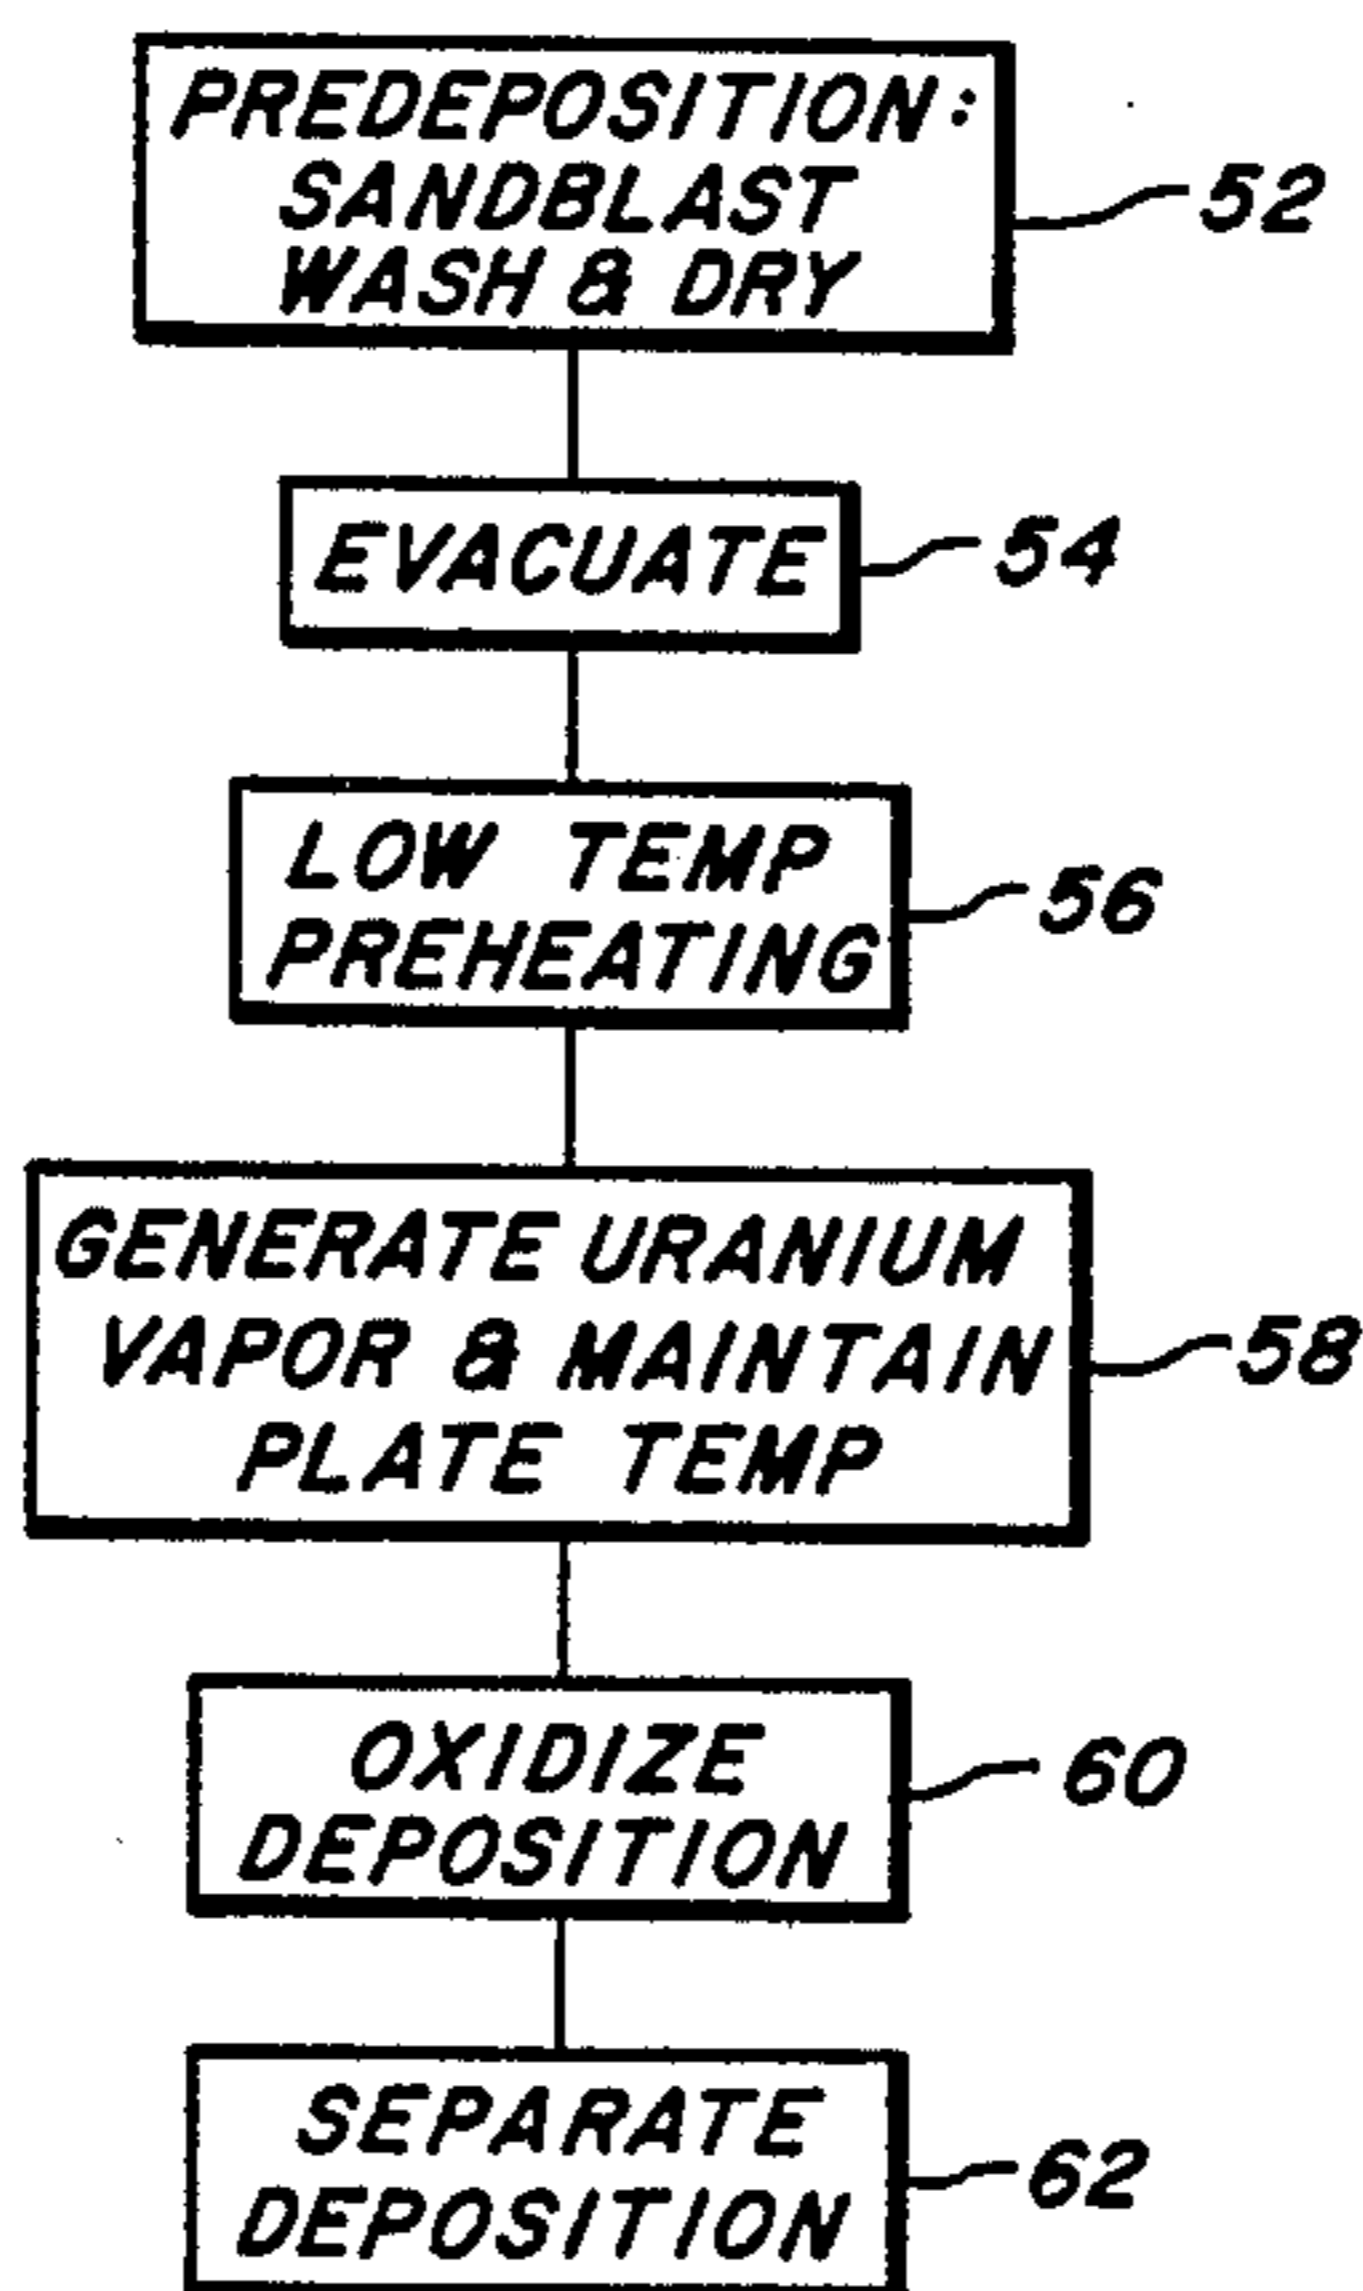 PREDEPOSITION:
SANDBLAST
WASH & DRY
52
EVACUATE
54
LOW TEMP
PREHEATING
56
GENERATE URANIUM
VAPOR & MAINTAIN
PLATE TEMP
58
OXIDIZE
DEPOSITION
60
SEPARATE
DEPOSITION
62